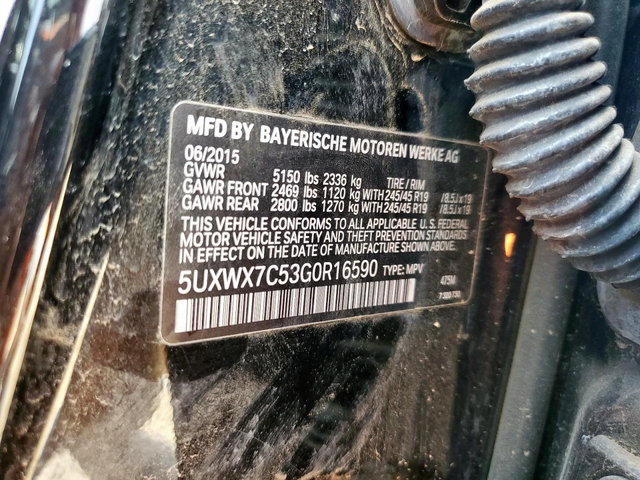 MFD BY BAYERISCHE MOTOREN WERKE AG
06/2015
GVWR 5150 lbs 2336 kg TIRE/RIM
GAWR FRONT 2469 lbs 1120 kg WITH 245/45 R19 /8.5J x 19
GAWR REAR 2800 lbs 1270 kg WITH 245/45 R19 /8.5J x 19
THIS VEHICLE CONFORMS TO ALL APPLICABLE U.S. FEDERAL
MOTOR VEHICLE SAFETY AND THEFT PREVENTION STANDARDS
IN EFFECT ON THE DATE OF MANUFACTURE SHOWN ABOVE.
5UXWX7C53G0R16590 TYPE: MPV 475M